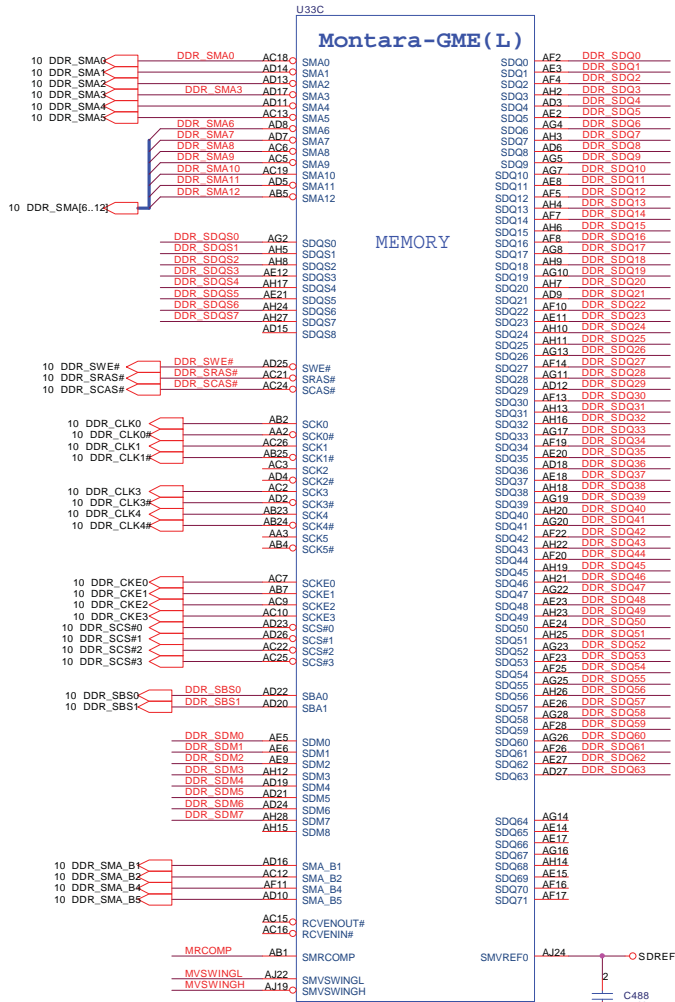 U33C
Montara-GME(L)
MEMORY
10 DDR_SMA0 DDR_SMA0 AC18 SMA0
10 DDR_SMA1 AD14 SMA1
10 DDR_SMA2 AD13 SMA2
10 DDR_SMA3 DDR_SMA3 AD17 SMA3
10 DDR_SMA4 AD11 SMA4
10 DDR_SMA5 AC13 SMA5
DDR_SMA6 AD8 SMA6
DDR_SMA7 AD7 SMA7
DDR_SMA8 AC6 SMA8
DDR_SMA9 AC5 SMA9
DDR_SMA10 AC19 SMA10
DDR_SMA11 AD5 SMA11
DDR_SMA12 AB5 SMA12
10 DDR_SMA[6..12]
DDR_SDQS0 AG2 SDQS0
DDR_SDQS1 AH5 SDQS1
DDR_SDQS2 AH8 SDQS2
DDR_SDQS3 AE12 SDQS3
DDR_SDQS4 AH17 SDQS4
DDR_SDQS5 AE21 SDQS5
DDR_SDQS6 AH24 SDQS6
DDR_SDQS7 AH27 SDQS7
AD15 SDQS8
10 DDR_SWE# DDR_SWE# AD25 SWE#
10 DDR_SRAS# DDR_SRAS# AC21 SRAS#
10 DDR_SCAS# DDR_SCAS# AC24 SCAS#
10 DDR_CLK0 AB2 SCK0
10 DDR_CLK0# AA2 SCK0#
10 DDR_CLK1 AC26 SCK1
10 DDR_CLK1# AB25 SCK1#
AC3 SCK2
AD4 SCK2#
10 DDR_CLK3 AC2 SCK3
10 DDR_CLK3# AD2 SCK3#
10 DDR_CLK4 AB23 SCK4
10 DDR_CLK4# AB24 SCK4#
AA3 SCK5
AB4 SCK5#
10 DDR_CKE0 AC7 SCKE0
10 DDR_CKE1 AB7 SCKE1
10 DDR_CKE2 AC9 SCKE2
10 DDR_CKE3 AC10 SCKE3
10 DDR_SCS#0 AD23 SCS#0
10 DDR_SCS#1 AD26 SCS#1
10 DDR_SCS#2 AC22 SCS#2
10 DDR_SCS#3 AC25 SCS#3
10 DDR_SBS0 DDR_SBS0 AD22 SBA0
10 DDR_SBS1 DDR_SBS1 AD20 SBA1
DDR_SDM0 AE5 SDM0
DDR_SDM1 AE6 SDM1
DDR_SDM2 AE9 SDM2
DDR_SDM3 AH12 SDM3
DDR_SDM4 AD19 SDM4
DDR_SDM5 AD21 SDM5
DDR_SDM6 AD24 SDM6
DDR_SDM7 AH28 SDM7
AH15 SDM8
10 DDR_SMA_B1 AD16 SMA_B1
10 DDR_SMA_B2 AC12 SMA_B2
10 DDR_SMA_B4 AF11 SMA_B4
10 DDR_SMA_B5 AD10 SMA_B5
AC15 RCVENOUT#
AC16 RCVENIN#
MRCOMP AB1 SMRCOMP
MVSWINGL AJ22 SMVSWINGL
MVSWINGH AJ19 SMVSWINGH
SDQ0 AF2 DDR_SDQ0
SDQ1 AE3 DDR_SDQ1
SDQ2 AF4 DDR_SDQ2
SDQ3 AH2 DDR_SDQ3
SDQ4 AD3 DDR_SDQ4
SDQ5 AE2 DDR_SDQ5
SDQ6 AG4 DDR_SDQ6
SDQ7 AH3 DDR_SDQ7
SDQ8 AD6 DDR_SDQ8
SDQ9 AG5 DDR_SDQ9
SDQ10 AG7 DDR_SDQ10
SDQ11 AE8 DDR_SDQ11
SDQ12 AF5 DDR_SDQ12
SDQ13 AH4 DDR_SDQ13
SDQ14 AF7 DDR_SDQ14
SDQ15 AH6 DDR_SDQ15
SDQ16 AF8 DDR_SDQ16
SDQ17 AG8 DDR_SDQ17
SDQ18 AH9 DDR_SDQ18
SDQ19 AG10 DDR_SDQ19
SDQ20 AH7 DDR_SDQ20
SDQ21 AD9 DDR_SDQ21
SDQ22 AF10 DDR_SDQ22
SDQ23 AE11 DDR_SDQ23
SDQ24 AH10 DDR_SDQ24
SDQ25 AH11 DDR_SDQ25
SDQ26 AG13 DDR_SDQ26
SDQ27 AF14 DDR_SDQ27
SDQ28 AG11 DDR_SDQ28
SDQ29 AD12 DDR_SDQ29
SDQ30 AF13 DDR_SDQ30
SDQ31 AH13 DDR_SDQ31
SDQ32 AH16 DDR_SDQ32
SDQ33 AG17 DDR_SDQ33
SDQ34 AF19 DDR_SDQ34
SDQ35 AE20 DDR_SDQ35
SDQ36 AD18 DDR_SDQ36
SDQ37 AE18 DDR_SDQ37
SDQ38 AH18 DDR_SDQ38
SDQ39 AG19 DDR_SDQ39
SDQ40 AH20 DDR_SDQ40
SDQ41 AG20 DDR_SDQ41
SDQ42 AF22 DDR_SDQ42
SDQ43 AH22 DDR_SDQ43
SDQ44 AF20 DDR_SDQ44
SDQ45 AH19 DDR_SDQ45
SDQ46 AH21 DDR_SDQ46
SDQ47 AG22 DDR_SDQ47
SDQ48 AE23 DDR_SDQ48
SDQ49 AH23 DDR_SDQ49
SDQ50 AE24 DDR_SDQ50
SDQ51 AH25 DDR_SDQ51
SDQ52 AG23 DDR_SDQ52
SDQ53 AF23 DDR_SDQ53
SDQ54 AF25 DDR_SDQ54
SDQ55 AG25 DDR_SDQ55
SDQ56 AH26 DDR_SDQ56
SDQ57 AE26 DDR_SDQ57
SDQ58 AG28 DDR_SDQ58
SDQ59 AF28 DDR_SDQ59
SDQ60 AG26 DDR_SDQ60
SDQ61 AF26 DDR_SDQ61
SDQ62 AE27 DDR_SDQ62
SDQ63 AD27 DDR_SDQ63
SDQ64 AG14
SDQ65 AE14
SDQ66 AE17
SDQ67 AG16
SDQ68 AH14
SDQ69 AE15
SDQ70 AF16
SDQ71 AF17
SMVREF0 AJ24 SDREF
2
C488